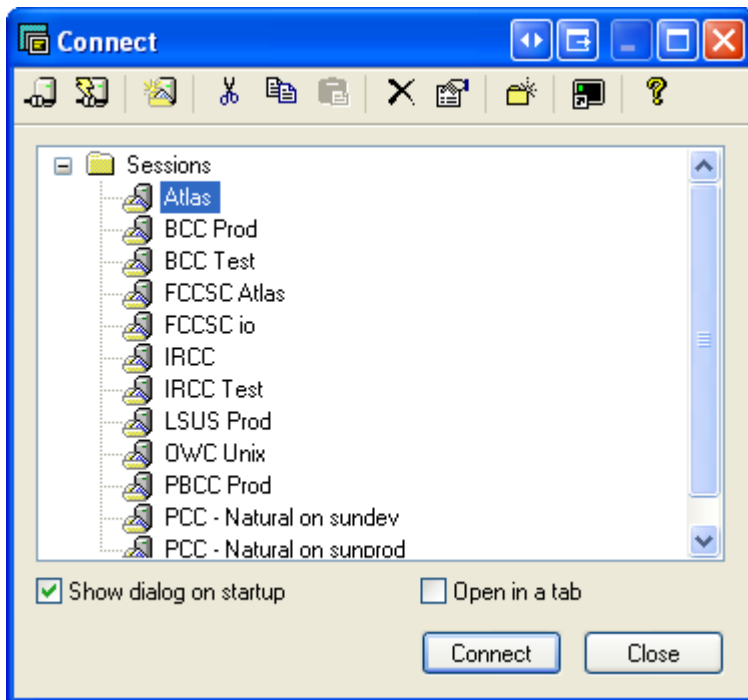 Connect
Sessions
Atlas
BCC Prod
BCC Test
FCCSC Atlas
FCCSC io
IRCC
IRCC Test
LSUS Prod
OWC Unix
PBCC Prod
PCC - Natural on sundev
PCC - Natural on sunprod
Show dialog on startup Open in a tab
Connect Close